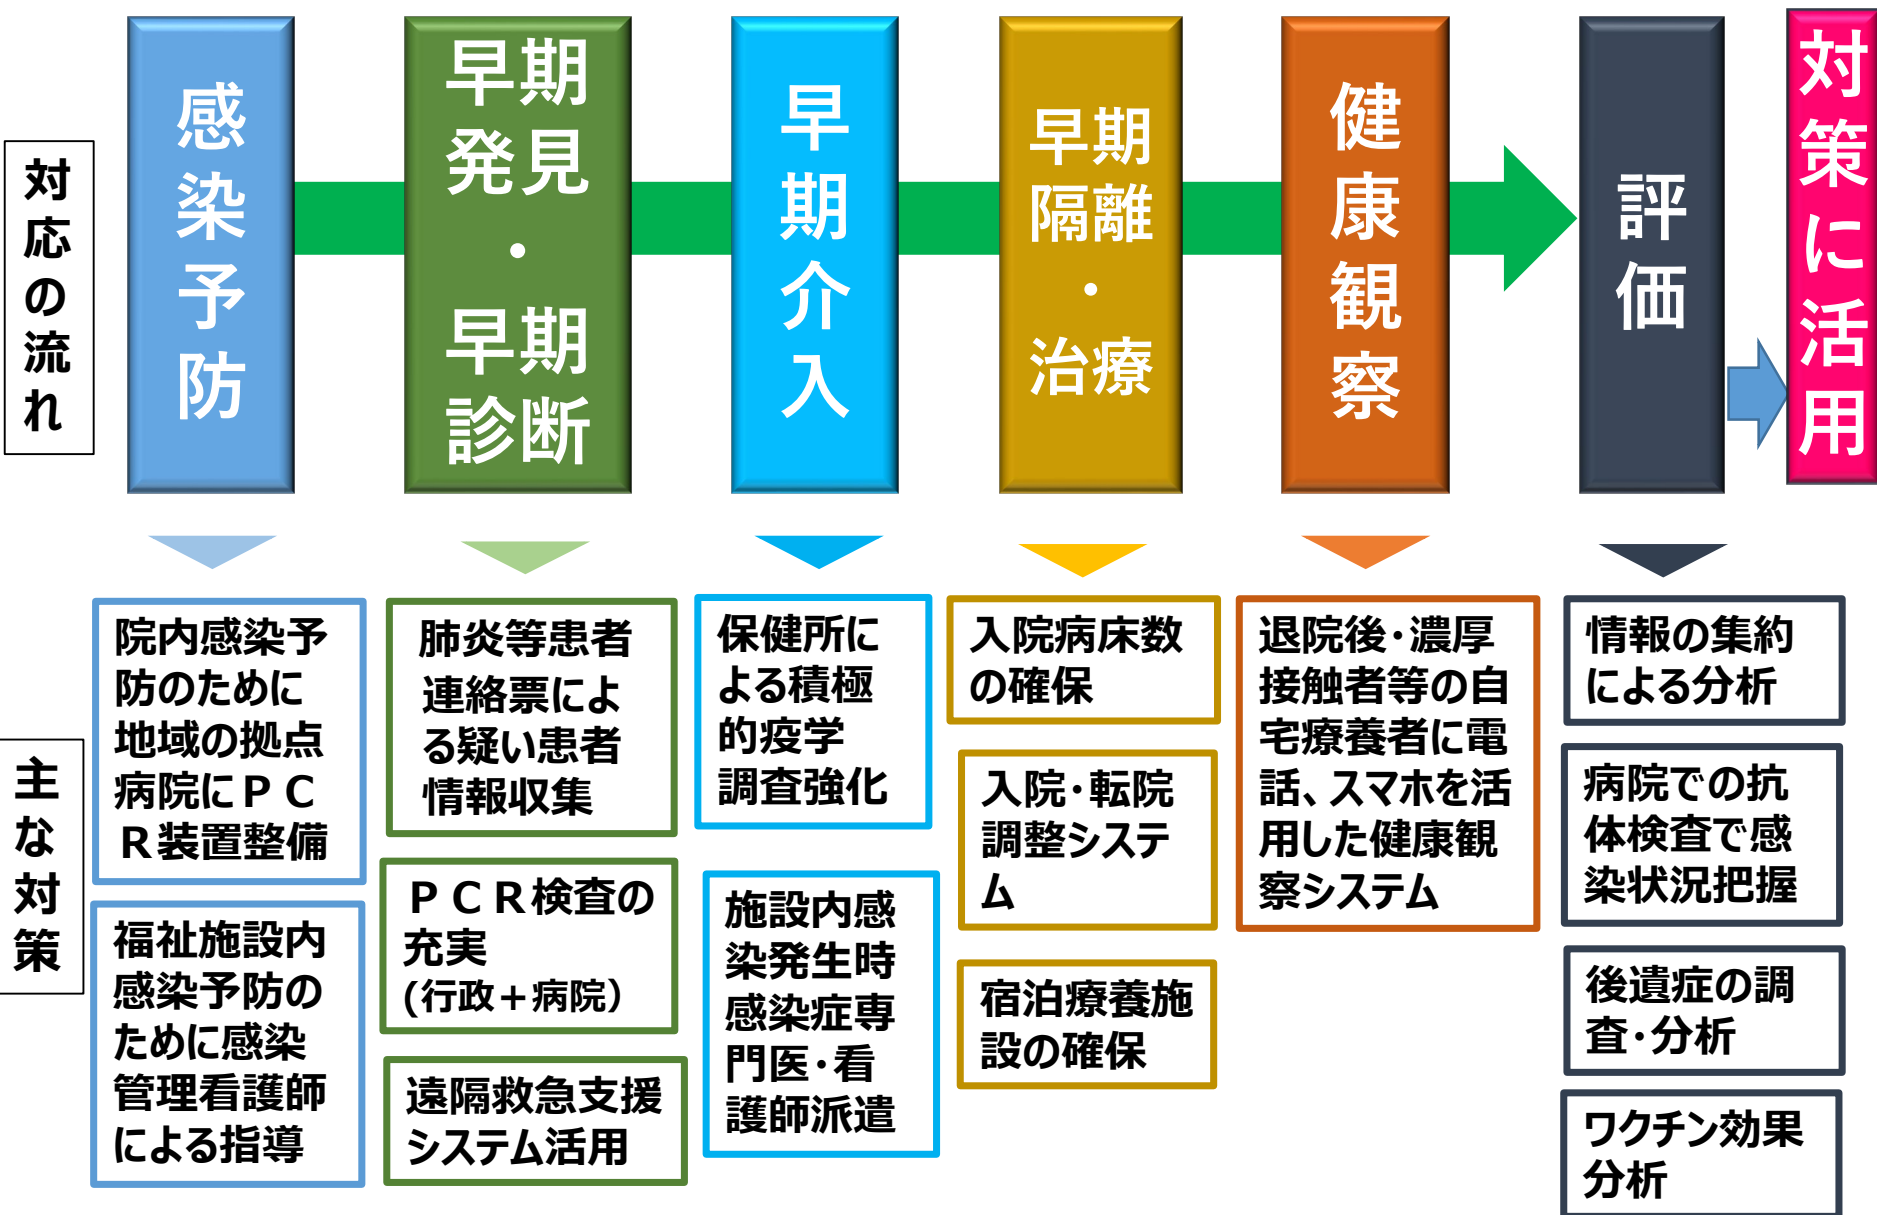 対応の流れ
感染予防
早期
発見
・
早期
診断
早期介入
早期
隔離
・
治療
健康観察
評価
対策に活用
主な対策
院内感染予
防のために
地域の拠点
病院にＰＣ
Ｒ装置整備
福祉施設内
感染予防の
ために感染
管理看護師
による指導
肺炎等患者
連絡票によ
る疑い患者
情報収集
ＰＣＲ検査の
充実
(行政＋病院）
遠隔救急支援
システム活用
保健所に
よる積極
的疫学
調査強化
施設内感
染発生時
感染症専
門医・看
護師派遣
入院病床数
の確保
入院・転院
調整システ
ム
宿泊療養施
設の確保
退院後・濃厚
接触者等の自
宅療養者に電
話、スマホを活
用した健康観
察システム
情報の集約
による分析
病院での抗
体検査で感
染状況把握
後遺症の調
査・分析
ワクチン効果
分析